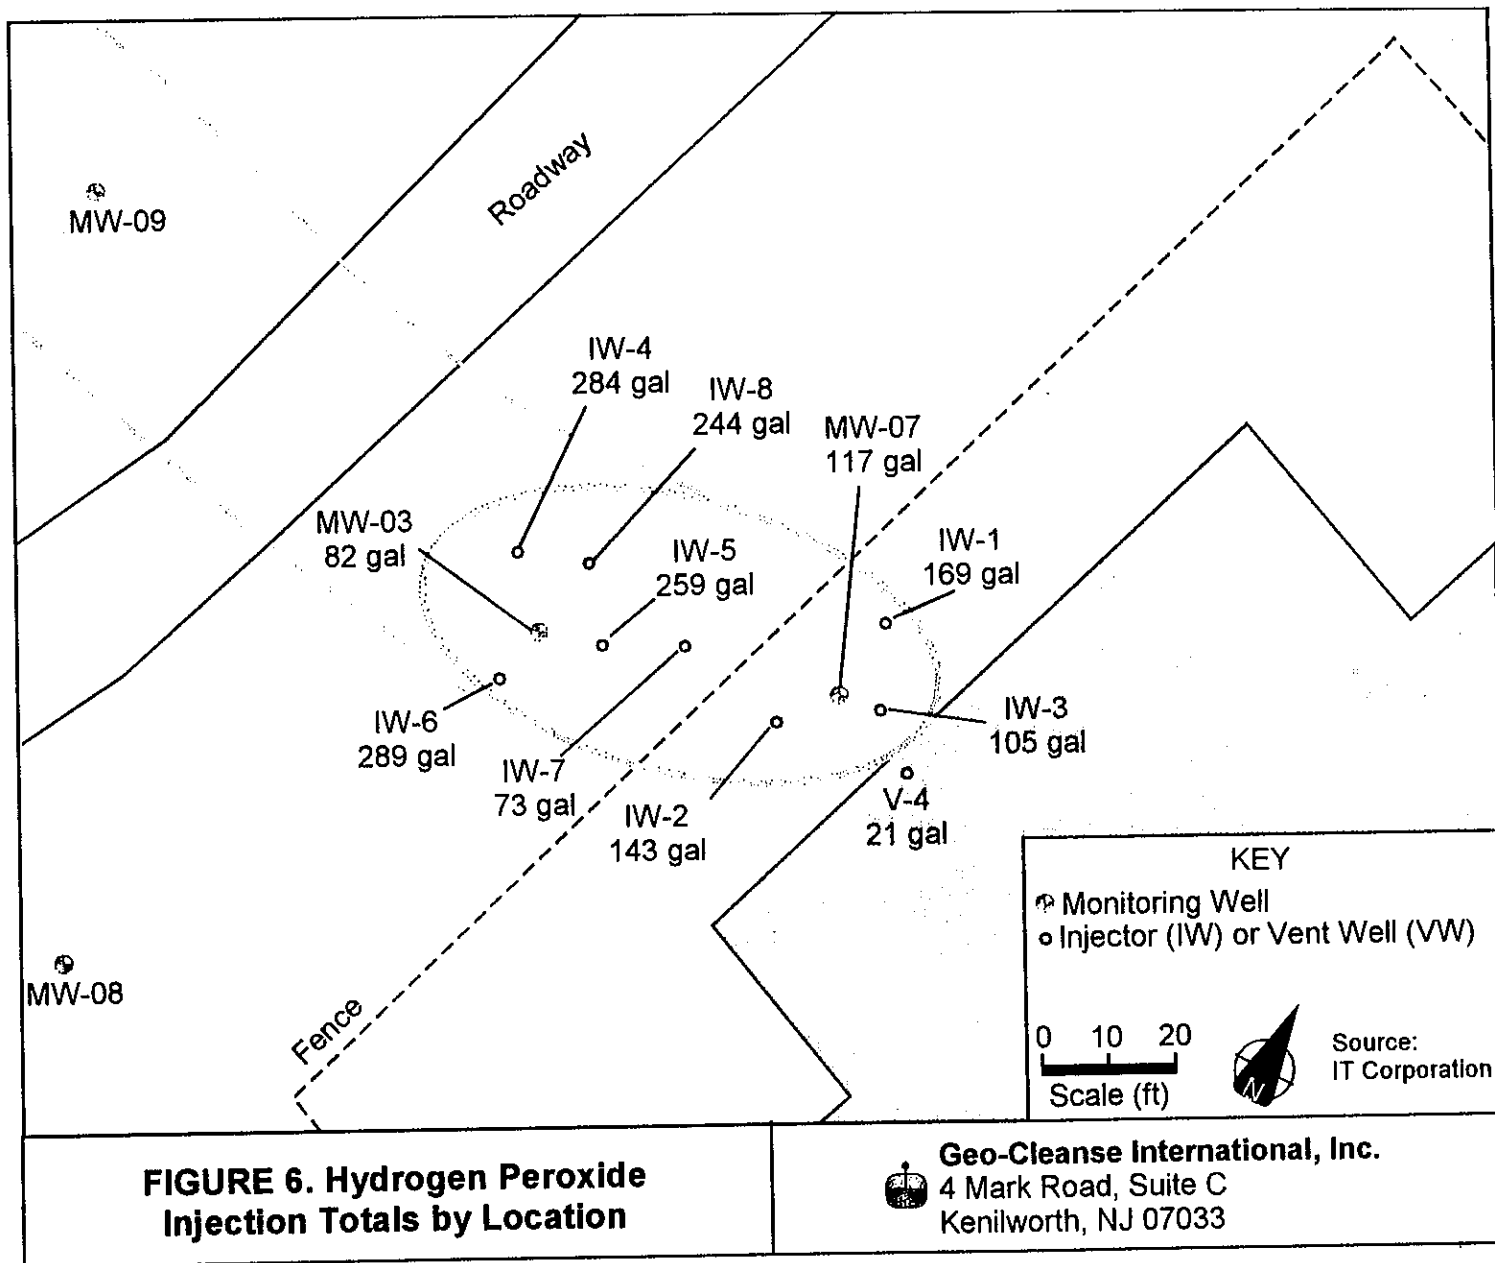 Roadway
MW-09
IW-4
284 gal
IW-8
244 gal
MW-07
117 gal
MW-03
82 gal
IW-5
259 gal
IW-1
169 gal
IW-6
289 gal
IW-7
73 gal
IW-2
143 gal
IW-3
105 gal
V-4
21 gal
MW-08
Fence
KEY
Monitoring Well
Injector (IW) or Vent Well (VW)
0 10 20
Scale (ft)
N
Source:
IT Corporation
FIGURE 6. Hydrogen Peroxide
Injection Totals by Location
Geo-Cleanse International, Inc.
4 Mark Road, Suite C
Kenilworth, NJ 07033